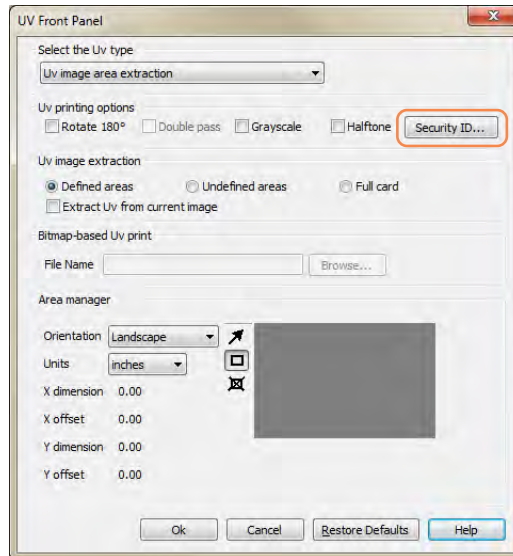 UV Front Panel
Select the Uv type
Uv image area extraction
Uv printing options
Rotate 180° Double pass Grayscale Halftone Security ID...
Uv image extraction
Defined areas Undefined areas Full card
Extract Uv from current image
Bitmap-based Uv print
File Name Browse...
Area manager
Orientation Landscape
Units inches
X dimension 0.00
X offset 0.00
Y dimension 0.00
Y offset 0.00
Ok Cancel Restore Defaults Help